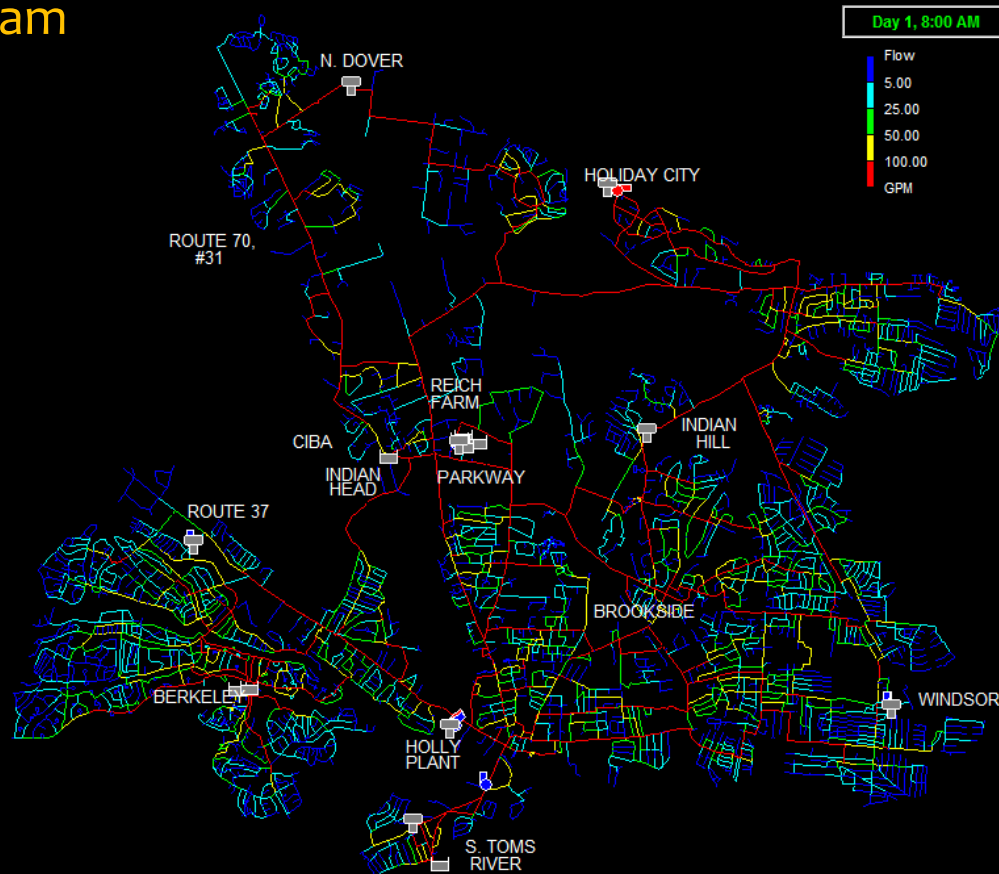 am
Day 1, 8:00 AM
Flow
5.00
25.00
50.00
100.00
GPM
N. DOVER
HOLIDAY CITY
ROUTE 70,
#31
REICH
FARM
CIBA
INDIAN
HEAD
PARKWAY
INDIAN
HILL
ROUTE 37
BROOKSIDE
BERKELEY
WINDSOR
HOLLY
PLANT
S. TOMS
RIVER